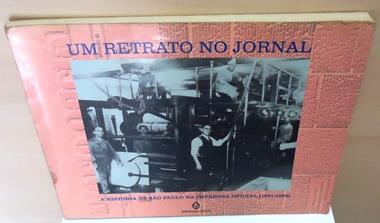 UM RETRATO NO JORNAL
A HISTÓRIA DE SÃO PAULO NA IMPRENSA OFICIAL (1891-1994)